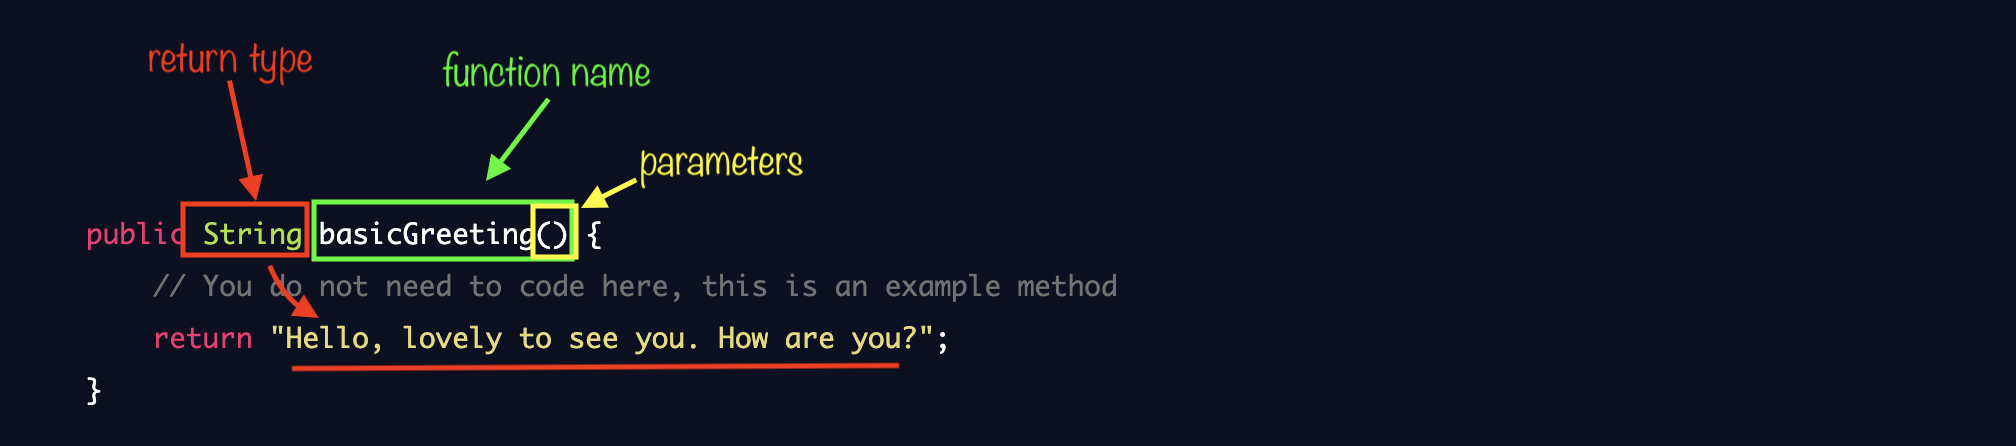 return type
function name
parameters
public String basicGreeting() {
// You do not need to code here, this is an example method
return "Hello, lovely to see you. How are you?";
}